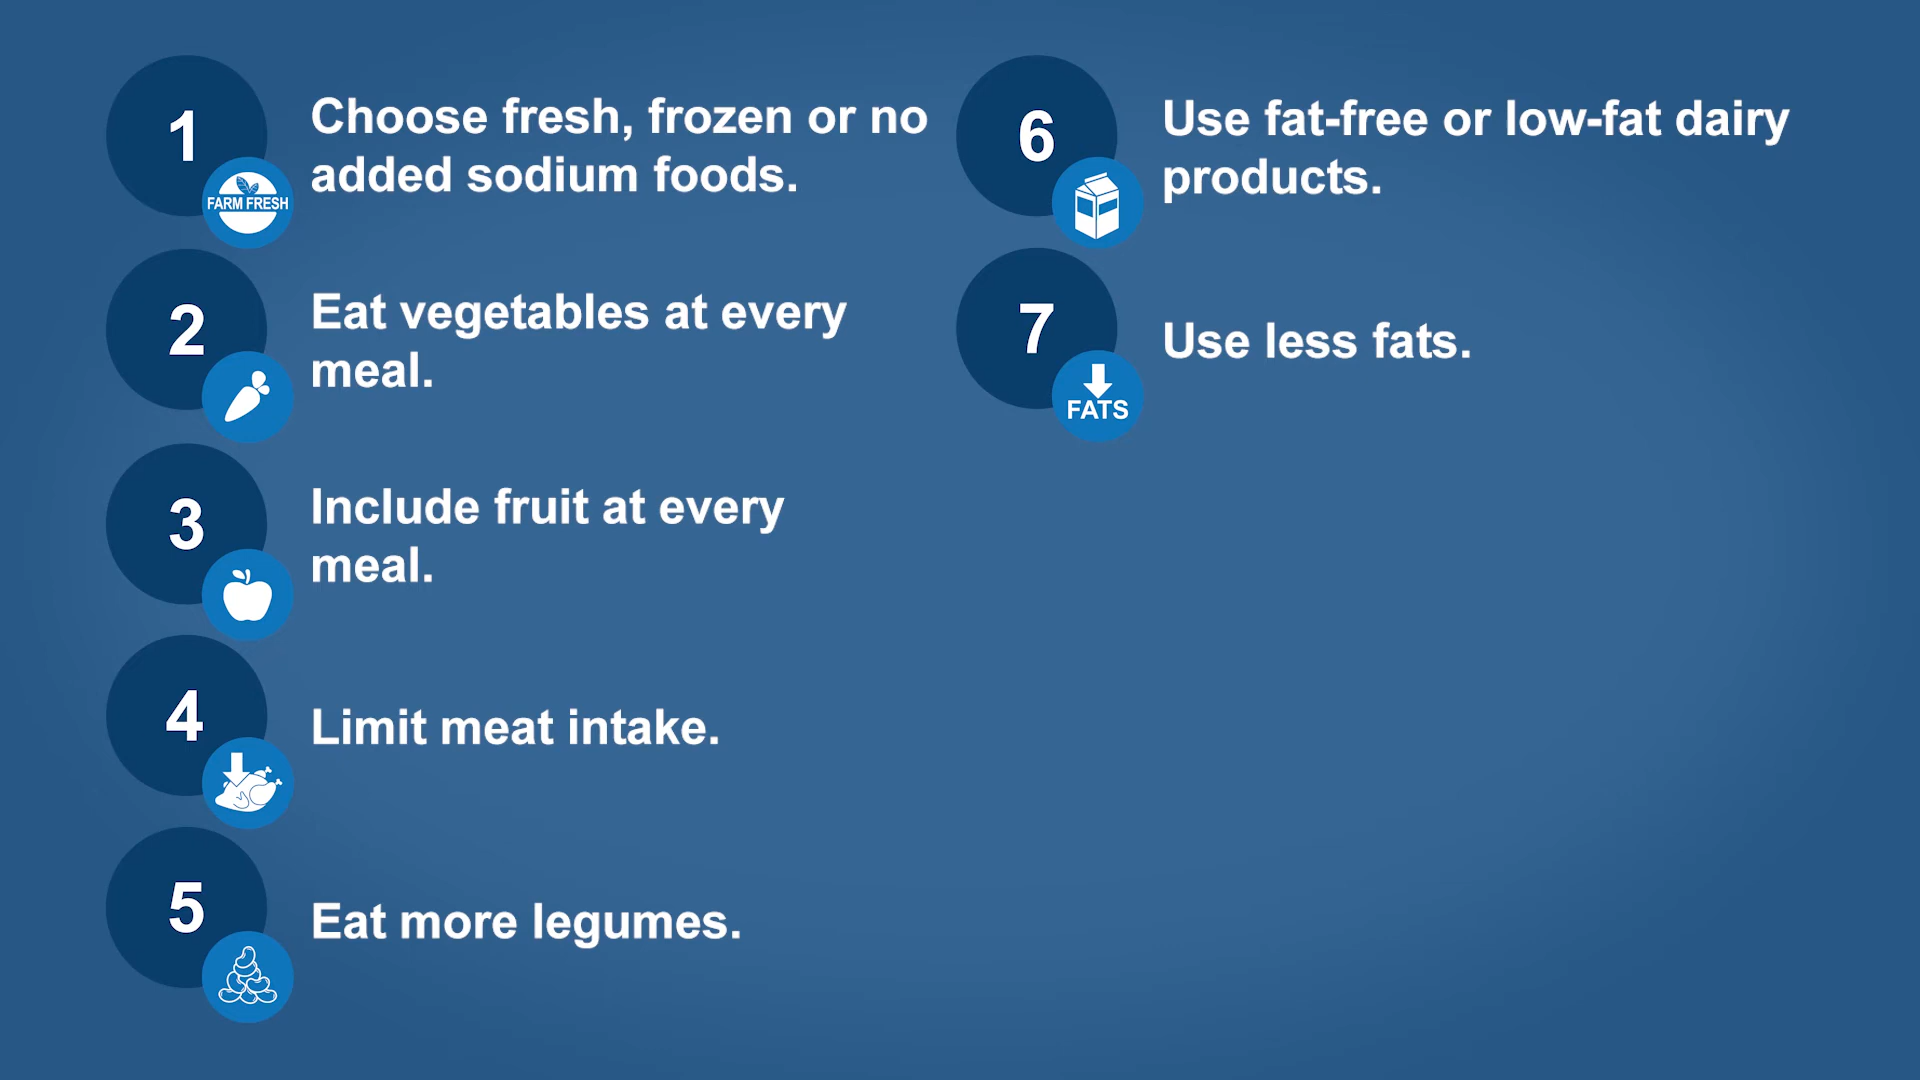 1
FARM FRESH
Choose fresh, frozen or no
added sodium foods.
2
Eat vegetables at every
meal.
3
Include fruit at every
meal.
4
Limit meat intake.
5
Eat more legumes.
6
Use fat-free or low-fat dairy
products.
7
FATS
Use less fats.